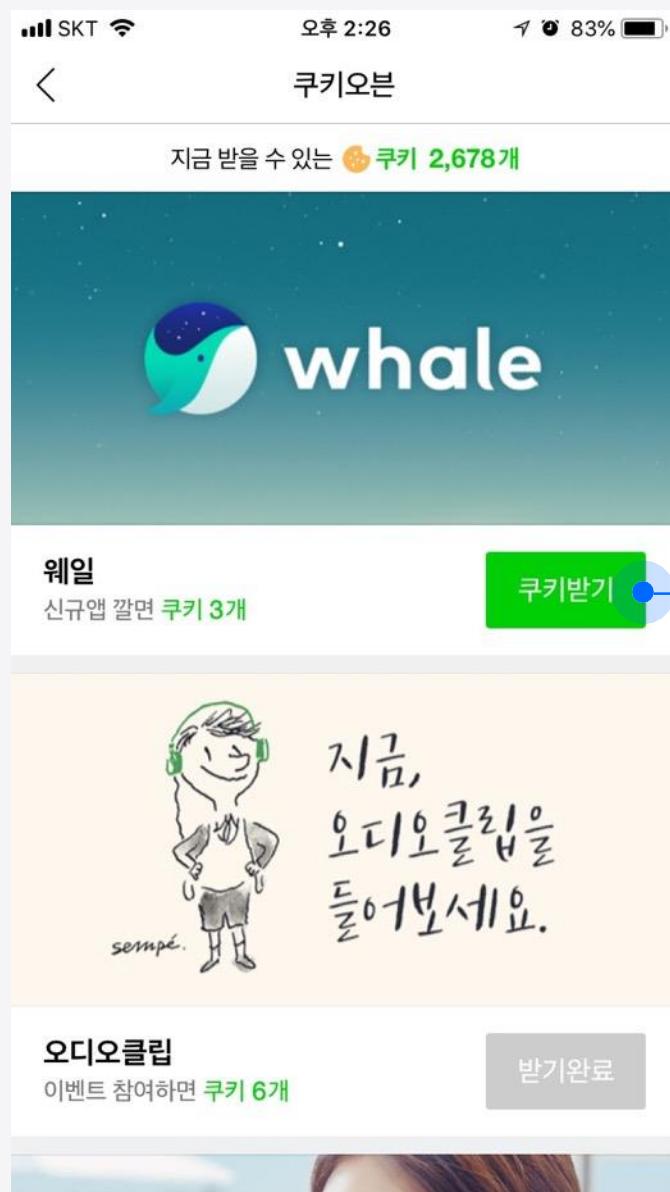 SKT 오후 2:26 83%
쿠키오븐
지금 받을 수 있는 쿠키 2,678개
whale
웨일
신규앱 깔면 쿠키 3개
쿠키받기
지금,
오디오클립을
들어보세요.
sempé.
오디오클립
이벤트 참여하면 쿠키 6개
받기완료